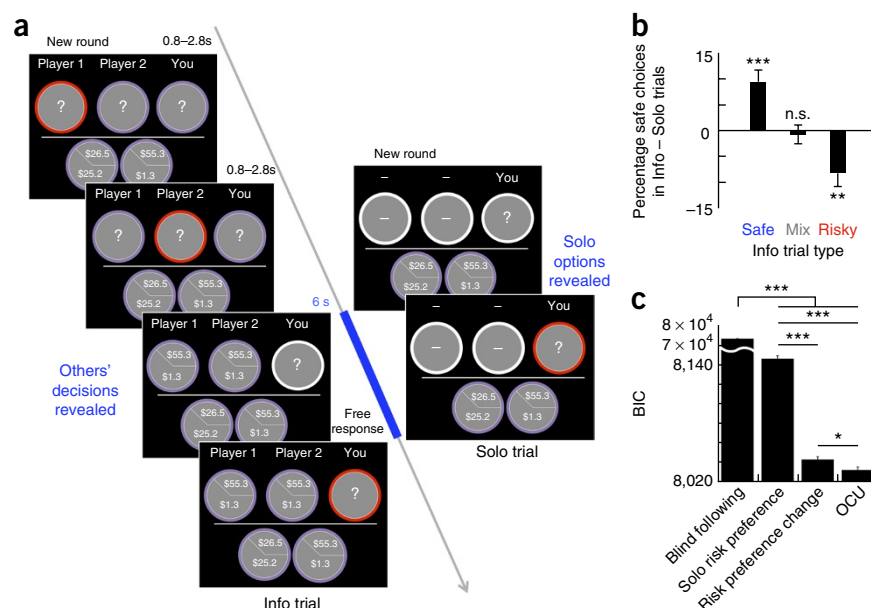 a
New round
0.8–2.8s
Player 1 Player 2 You
? ? ?
$26.5 $55.3
$25.2 $1.3
0.8–2.8s
Player 1 Player 2 You
? ? ?
$26.5 $55.3
$25.2 $1.3
6 s
Others'
decisions
revealed
Player 1 Player 2 You
$55.3 $55.3 ?
$1.3 $1.3
$26.5 $55.3
$25.2 $1.3
Free
response
Player 1 Player 2 You
$55.3 $55.3 ?
$1.3 $1.3
$26.5 $55.3
$25.2 $1.3
Info trial
New round
– – You
– – ?
$26.5 $55.3
$25.2 $1.3
Solo
options
revealed
– – You
– – ?
$26.5 $55.3
$25.2 $1.3
Solo trial
b
Percentage safe choices
in Info – Solo trials
15
0
–15
***
n.s.
**
Safe Mix Risky
Info trial type
c
BIC
8 × 10⁴
7 × 10⁴
8,140
8,020
***
***
***
*
Blind following
Solo risk preference
Risk preference change
OCU